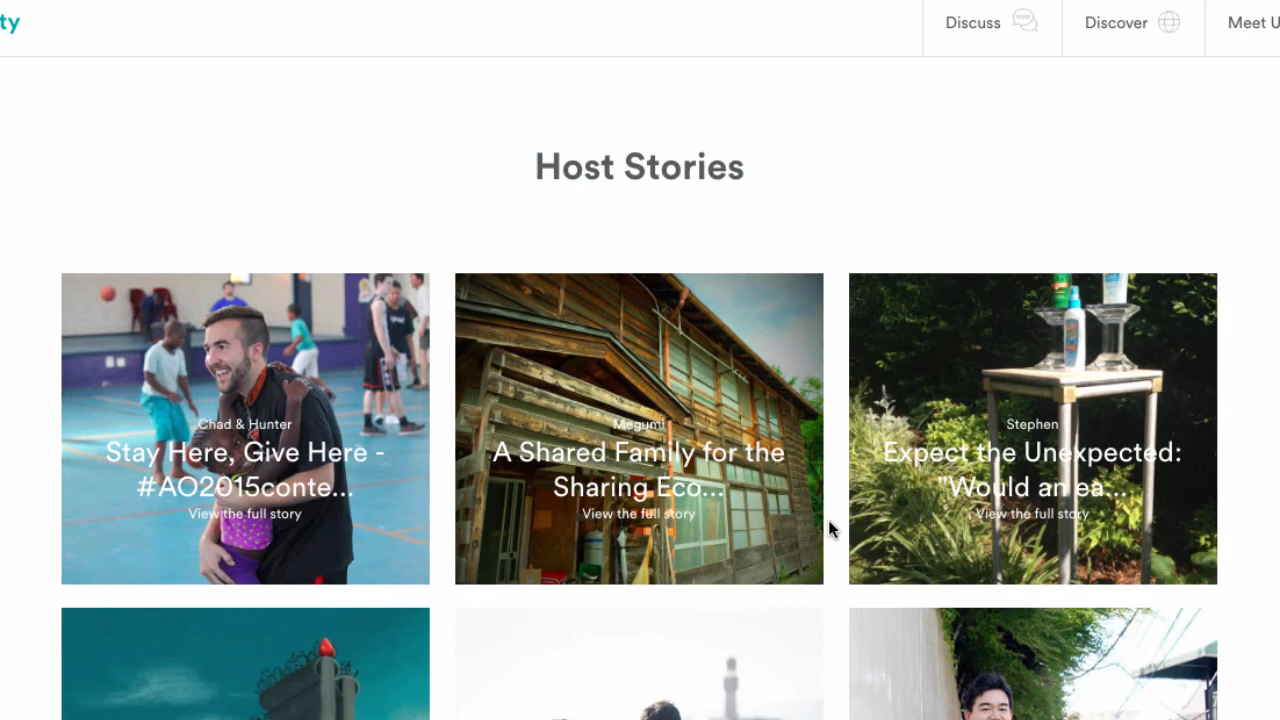 ty
Discuss
Discover
Meet U
Host Stories
Chad & Hunter
Stay Here, Give Here -
#AO2015conte...
View the full story
Megumi
A Shared Family for the
Sharing Eco...
View the full story
Stephen
Expect the Unexpected:
"Would an ea...
View the full story